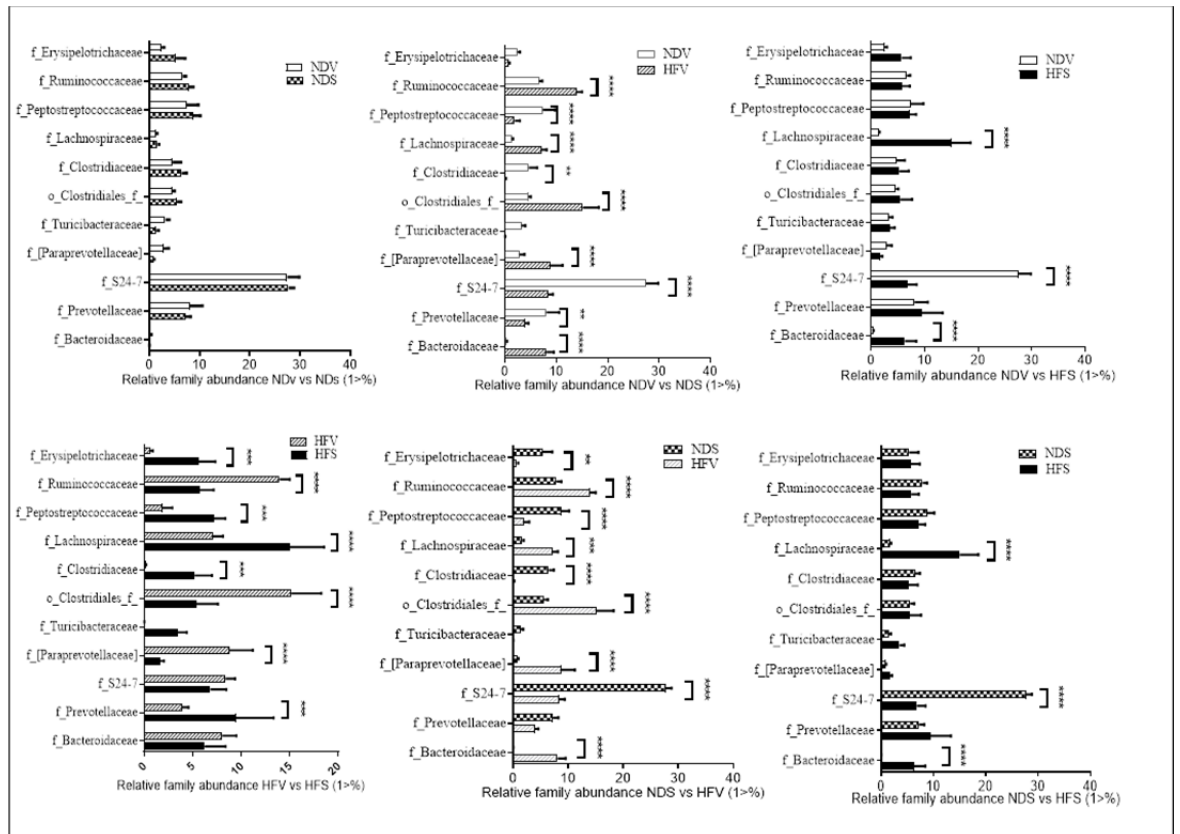 f_Erysipelotrichaceae
f_Ruminococcaceae
f_Peptostreptococcaceae
f_Lachnospiraceae
f_Clostridiaceae
o_Clostridiales_f_
f_Turicibacteraceae
f_[Paraprevotellaceae]
f_S24-7
f_Prevotellaceae
f_Bacteroidaceae
NDV
NDS
0 10 20 30 40
Relative family abundance NDv vs NDs (1>%)
f_Erysipelotrichaceae
f_Ruminococcaceae
f_Peptostreptococcaceae
f_Lachnospiraceae
f_Clostridiaceae
o_Clostridiales_f_
f_Turicibacteraceae
f_[Paraprevotellaceae]
f_S24-7
f_Prevotellaceae
f_Bacteroidaceae
NDV
HFV
0 10 20 30 40
Relative family abundance NDV vs NDS (1>%)
f_Erysipelotrichaceae
f_Ruminococcaceae
f_Peptostreptococcaceae
f_Lachnospiraceae
f_Clostridiaceae
o_Clostridiales_f_
f_Turicibacteraceae
f_[Paraprevotellaceae]
f_S24-7
f_Prevotellaceae
f_Bacteroidaceae
NDV
HFS
0 10 20 30 40
Relative family abundance NDV vs HFS (1>%)
f_Erysipelotrichaceae
f_Ruminococcaceae
f_Peptostreptococcaceae
f_Lachnospiraceae
f_Clostridiaceae
o_Clostridiales_f_
f_Turicibacteraceae
f_[Paraprevotellaceae]
f_S24-7
f_Prevotellaceae
f_Bacteroidaceae
HFV
HFS
0 5 10 15 20
Relative family abundance HFV vs HFS (1>%)
f_Erysipelotrichaceae
f_Ruminococcaceae
f_Peptostreptococcaceae
f_Lachnospiraceae
f_Clostridiaceae
o_Clostridiales_f_
f_Turicibacteraceae
f_[Paraprevotellaceae]
f_S24-7
f_Prevotellaceae
f_Bacteroidaceae
NDS
HFV
0 10 20 30 40
Relative family abundance NDS vs HFV (1>%)
f_Erysipelotrichaceae
f_Ruminococcaceae
f_Peptostreptococcaceae
f_Lachnospiraceae
f_Clostridiaceae
o_Clostridiales_f_
f_Turicibacteraceae
f_[Paraprevotellaceae]
f_S24-7
f_Prevotellaceae
f_Bacteroidaceae
NDS
HFS
0 10 20 30 40
Relative family abundance NDS vs HFS (1>%)